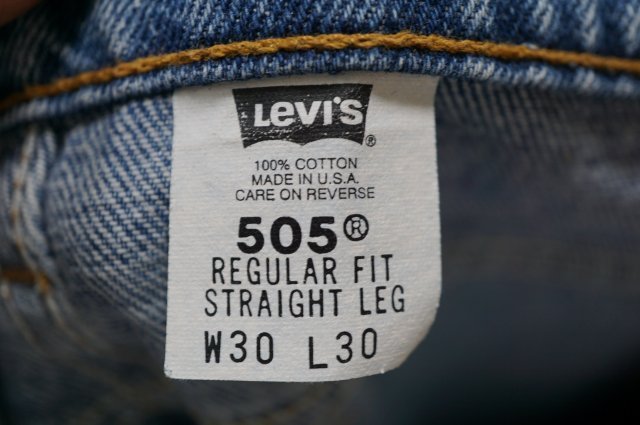 LEVI'S ®
100% COTTON
MADE IN U.S.A.
CARE ON REVERSE
505®
REGULAR FIT
STRAIGHT LEG
W30 L30